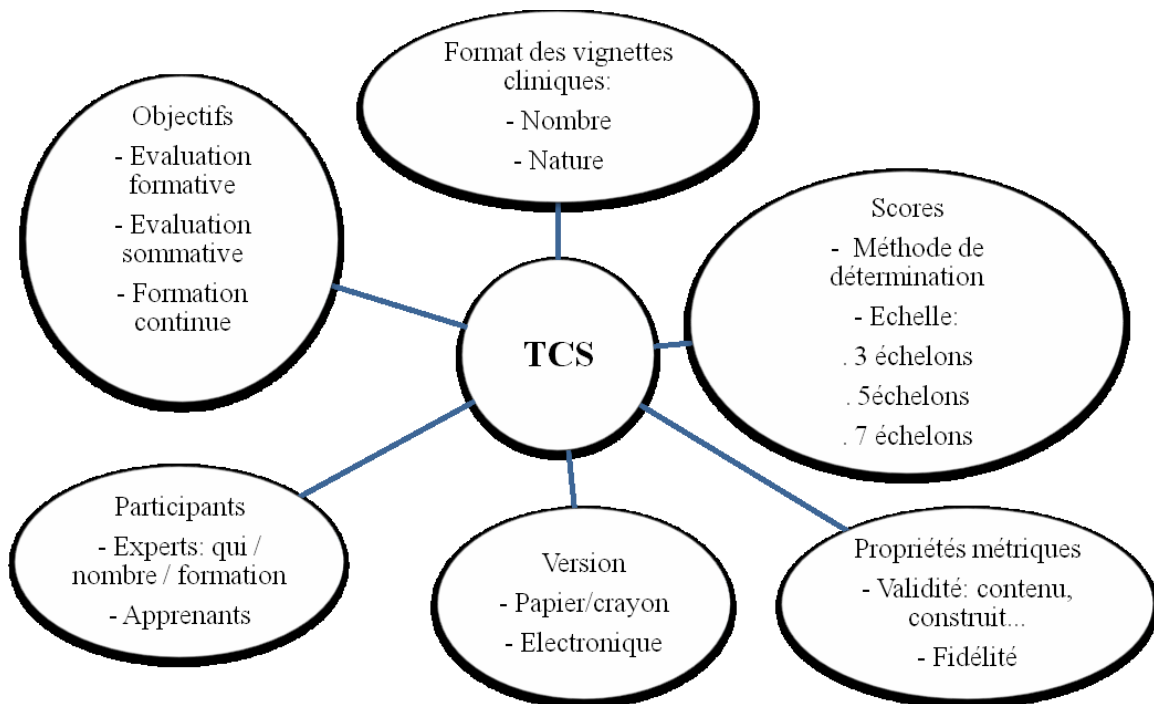 Format des vignettes
cliniques:
- Nombre
- Nature
Objectifs
- Evaluation
formative
- Evaluation
sommative
- Formation
continue
Scores
- Méthode de
détermination
- Echelle:
. 3 échelons
. 5échelons
. 7 échelons
TCS
Participants
- Experts: qui /
nombre / formation
- Apprenants
Version
- Papier/crayon
- Electronique
Propriétés métriques
- Validité: contenu,
construit...
- Fidélité